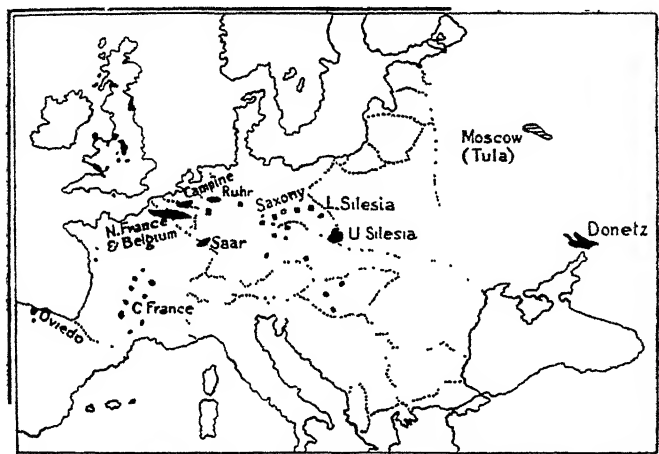 Moscow
(Tula)
Campine
Ruhr
Saxony
L. Silesia
N. France
& Belgium
U Silesia
Donetz
Saar
C France
Oviedo